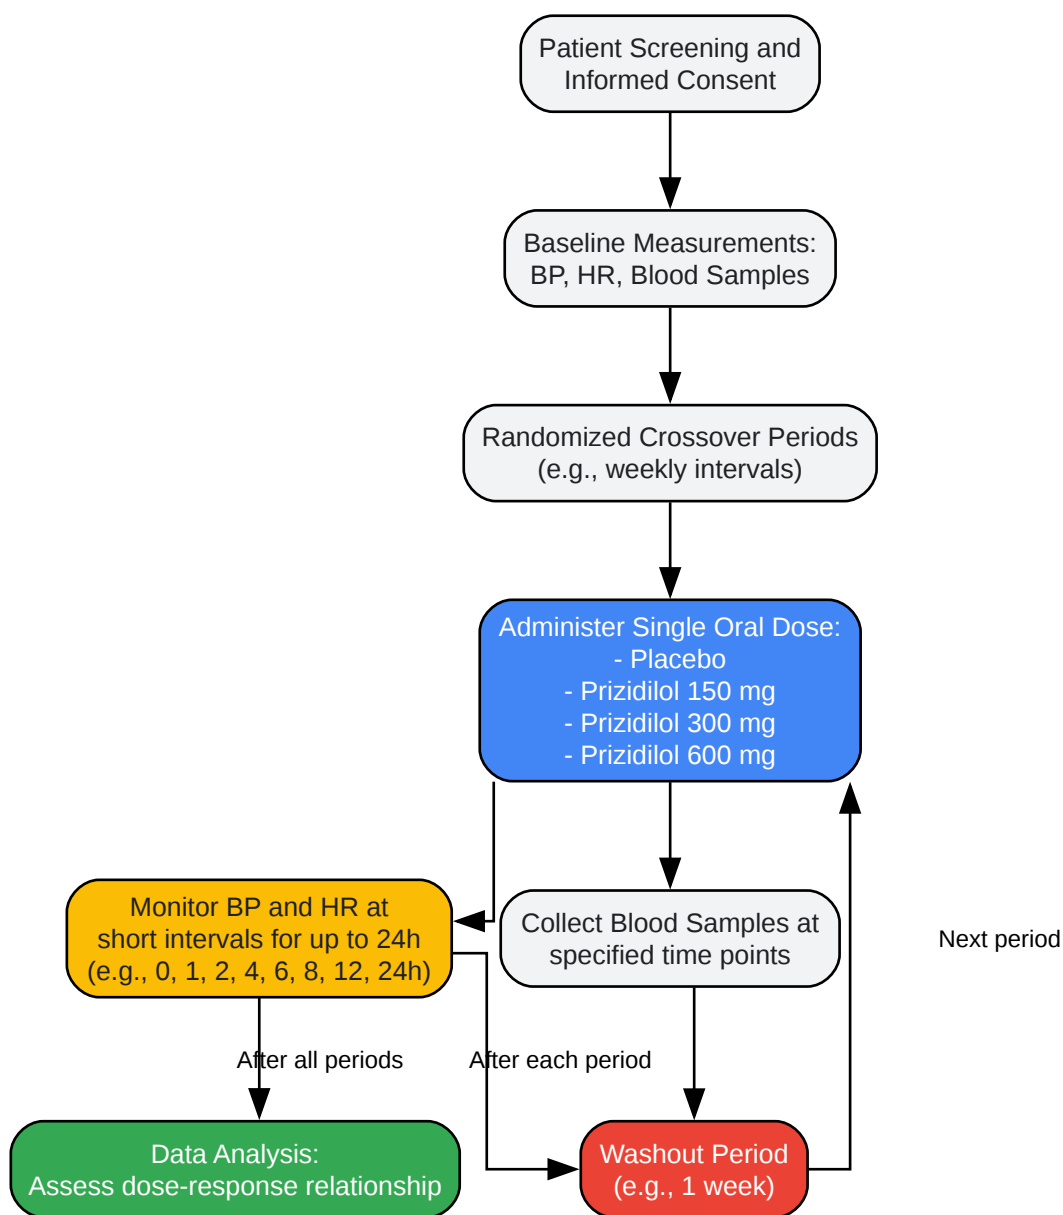 Patient Screening and
Informed Consent
Baseline Measurements:
BP, HR, Blood Samples
Randomized Crossover Periods
(e.g., weekly intervals)
Administer Single Oral Dose:
- Placebo
- Prizidilol 150 mg
- Prizidilol 300 mg
- Prizidilol 600 mg
Monitor BP and HR at
short intervals for up to 24h
(e.g., 0, 1, 2, 4, 6, 8, 12, 24h)
Collect Blood Samples at
specified time points
Next period
After all periods
After each period
Data Analysis:
Assess dose-response relationship
Washout Period
(e.g., 1 week)